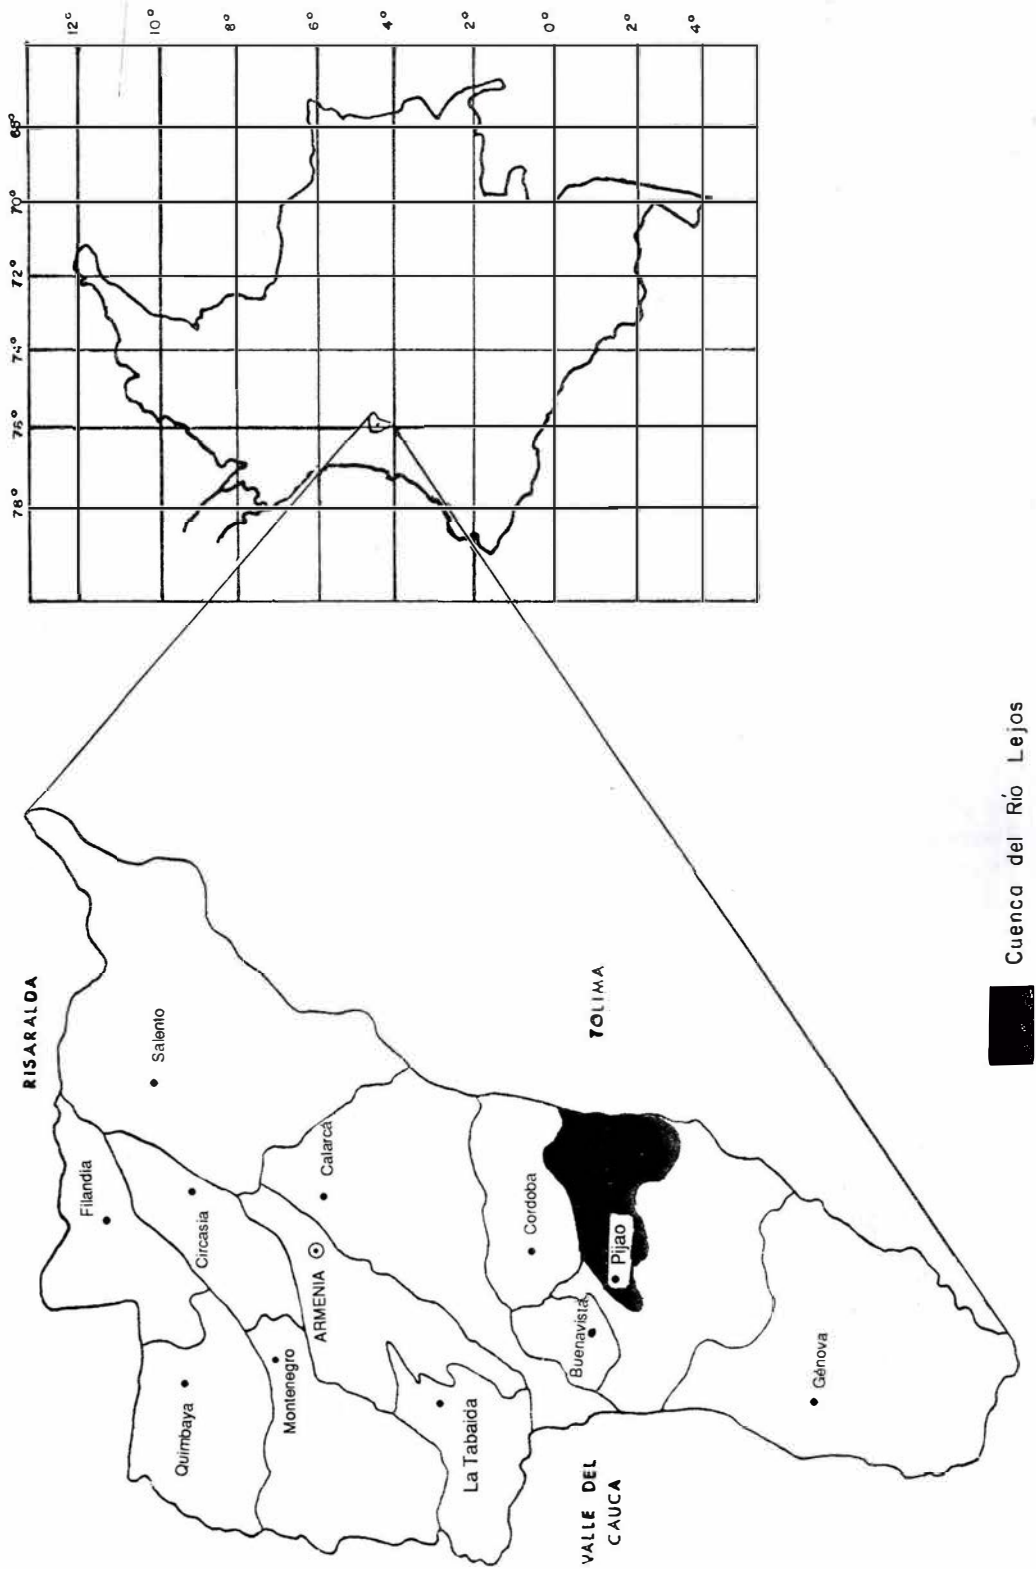 12°
10°
8°
6°
4°
2°
0°
2°
4°
68°
70°
72°
74°
76°
78°
RISARALDA
Salento
TOLIMA
Filandia
Circasia
Calarcá
ARMENIA
Cordoba
Pijao
Buenavista
Quimbaya
Montenegro
La Tabaida
Génova
VALLE DEL
CAUCA
Cuenca del Río Lejos